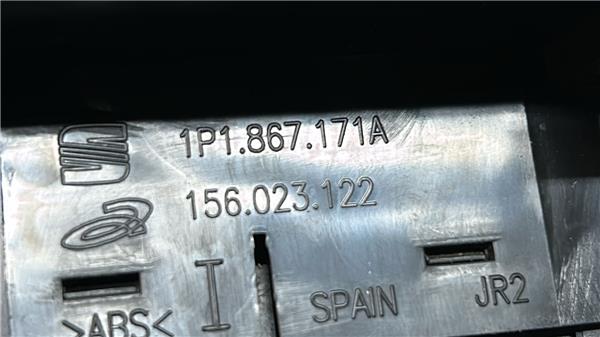 1P1.867.171A
156.023.122
I SPAIN JR2
>ABS<